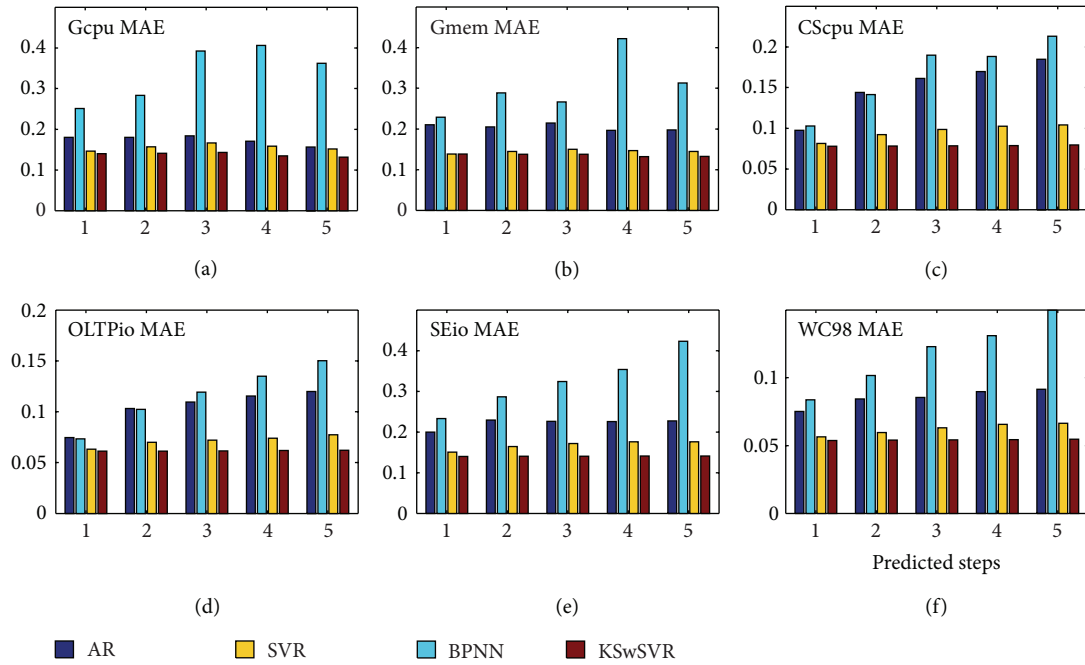 Gcpu MAE
0.4
0.3
0.2
0.1
0
1 2 3 4 5
(a)
Gmem MAE
0.4
0.3
0.2
0.1
0
1 2 3 4 5
(b)
CScpu MAE
0.2
0.15
0.1
0.05
0
1 2 3 4 5
(c)
OLTPio MAE
0.2
0.15
0.1
0.05
0
1 2 3 4 5
(d)
SEio MAE
0.4
0.3
0.2
0.1
0
1 2 3 4 5
(e)
WC98 MAE
0.1
0.05
0
1 2 3 4 5
Predicted steps
(f)
AR SVR BPNN KSwSVR